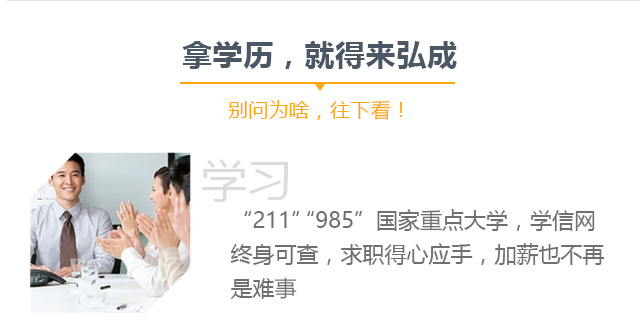 拿学历，就得来弘成
别问为啥，往下看！
学习
“211” “985”国家重点大学，学信网
终身可查，求职得心应手，加薪也不再
是难事